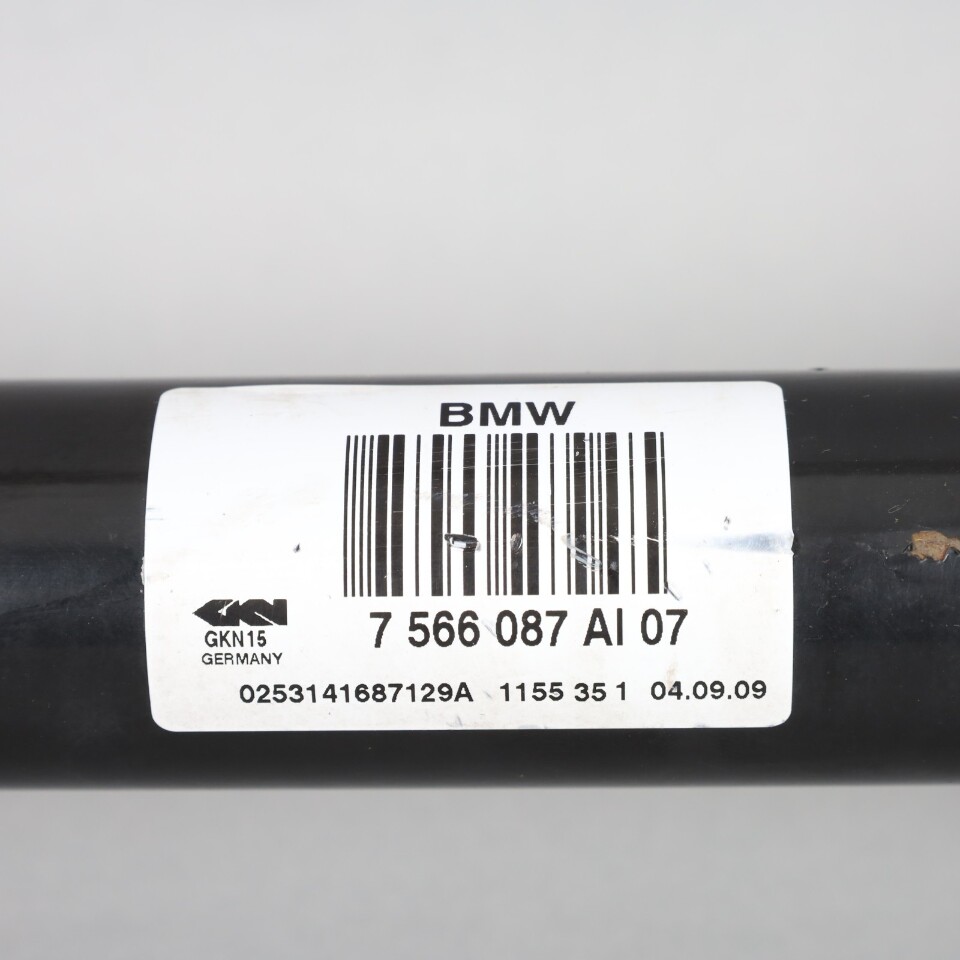 BMW
7 566 087 AI 07
GKN
GKN15
GERMANY
0253141687129A 1155 35 1 04.09.09